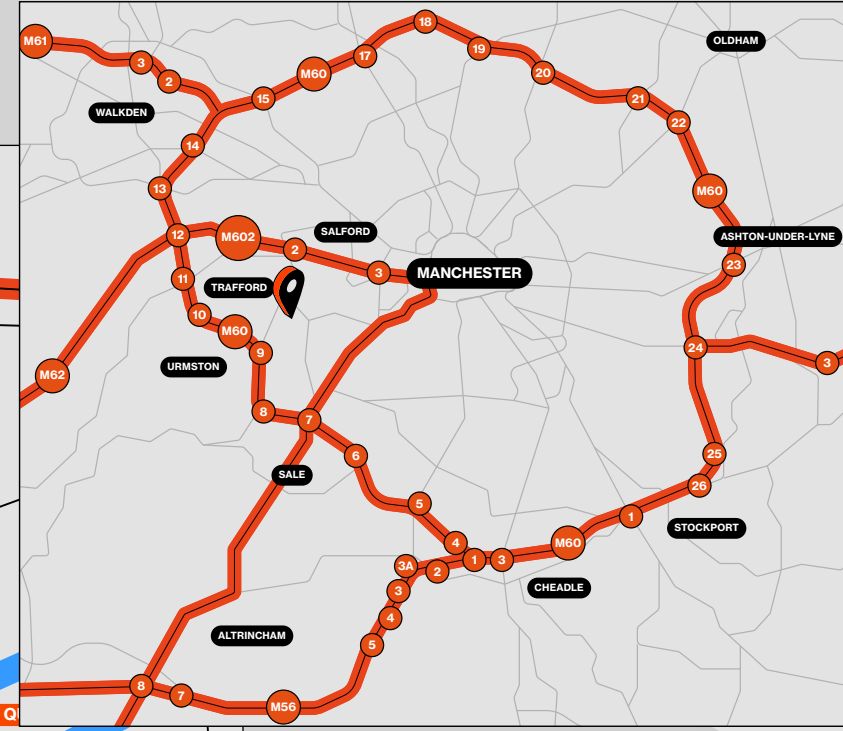 18
M61
OLDHAM
19
17
3
M60
20
2
15
21
WALKDEN
22
14
13
M60
SALFORD
12
M602
ASHTON-UNDER-LYNE
2
23
3
MANCHESTER
11
TRAFFORD
10
M60
24
9
3
URMSTON
M62
8
7
25
6
SALE
26
5
1
STOCKPORT
4
M60
1
3
3A
2
CHEADLE
3
4
ALTRINCHAM
5
8
7
M56